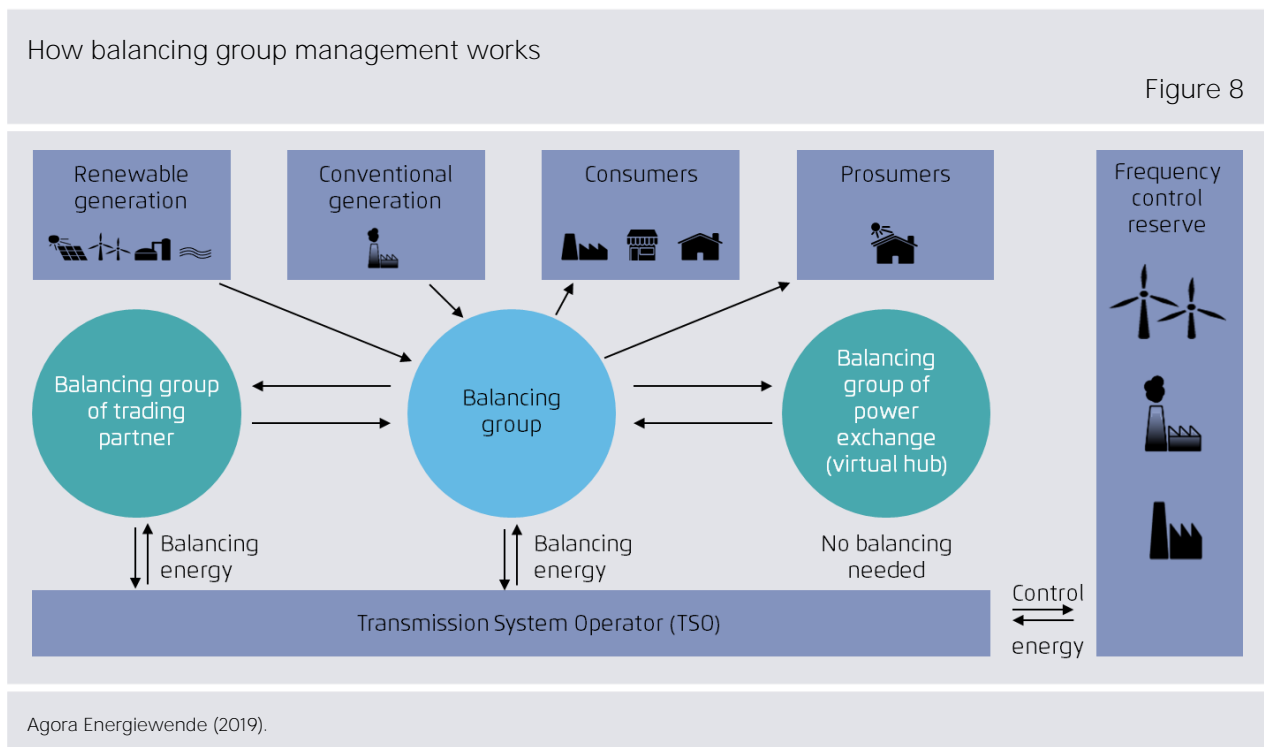 How balancing group management works
Figure 8
Renewable
generation
Conventional
generation
Consumers
Prosumers
Frequency
control
reserve
Balancing group
of trading
partner
Balancing
group
Balancing
group of
power
exchange
(virtual hub)
Balancing
energy
Balancing
energy
No balancing
needed
Control
energy
Transmission System Operator (TSO)
Agora Energiewende (2019).